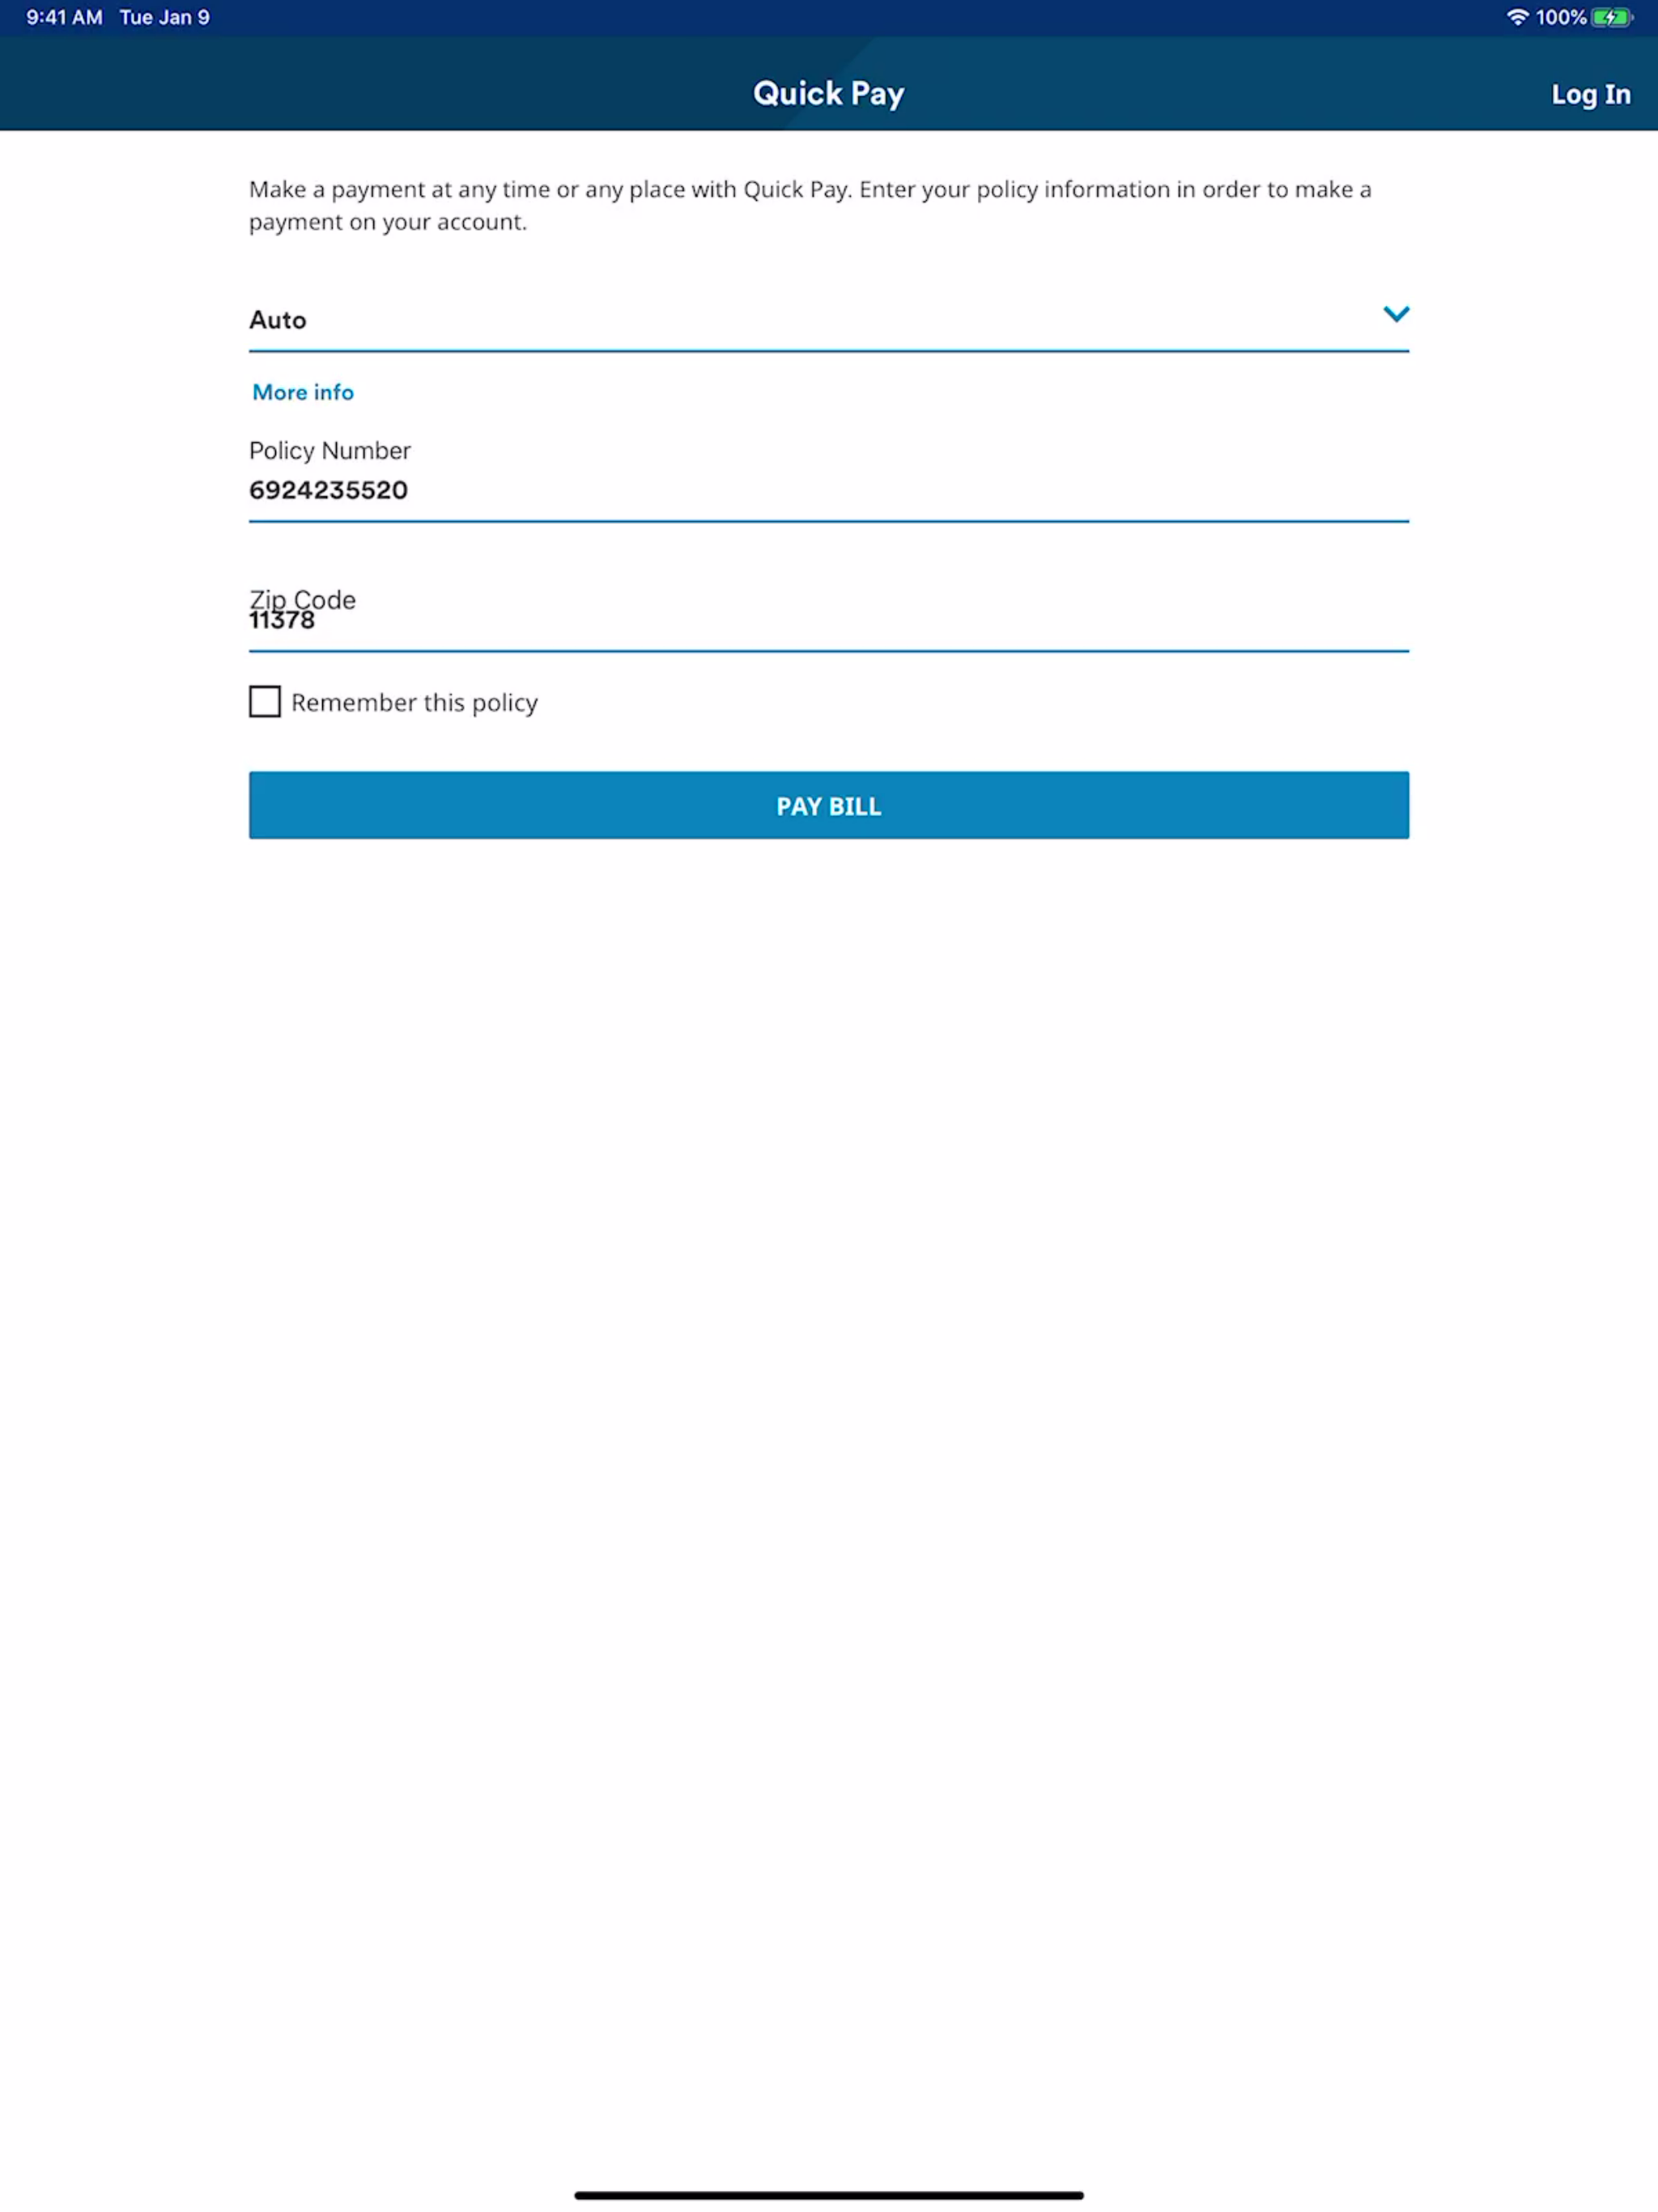 9:41 AM Tue Jan 9 100%
Quick Pay
Log In
Make a payment at any time or any place with Quick Pay. Enter your policy information in order to make a
payment on your account.
Auto
More info
Policy Number
6924235520
Zip Code
11378
Remember this policy
PAY BILL